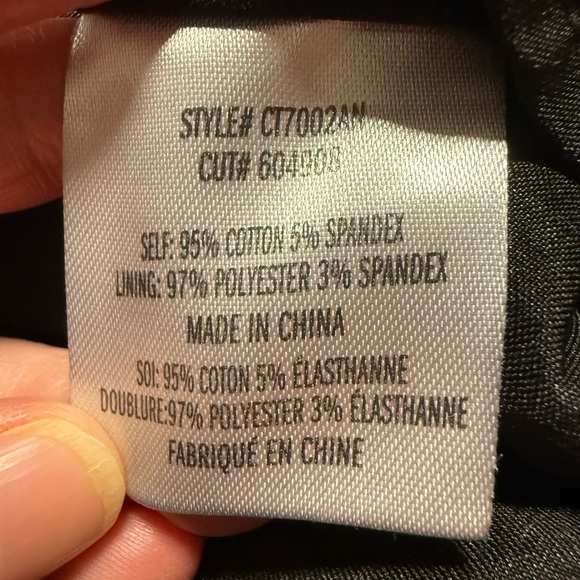 STYLE# CT7002AN
CUT# 604908
SELF: 95% COTTON 5% SPANDEX
LINING: 97% POLYESTER 3% SPANDEX
MADE IN CHINA
SOI: 95% COTON 5% ÉLASTHANNE
DOUBLURE:97% POLYESTER 3% ÉLASTHANNE
FABRIQUÉ EN CHINE